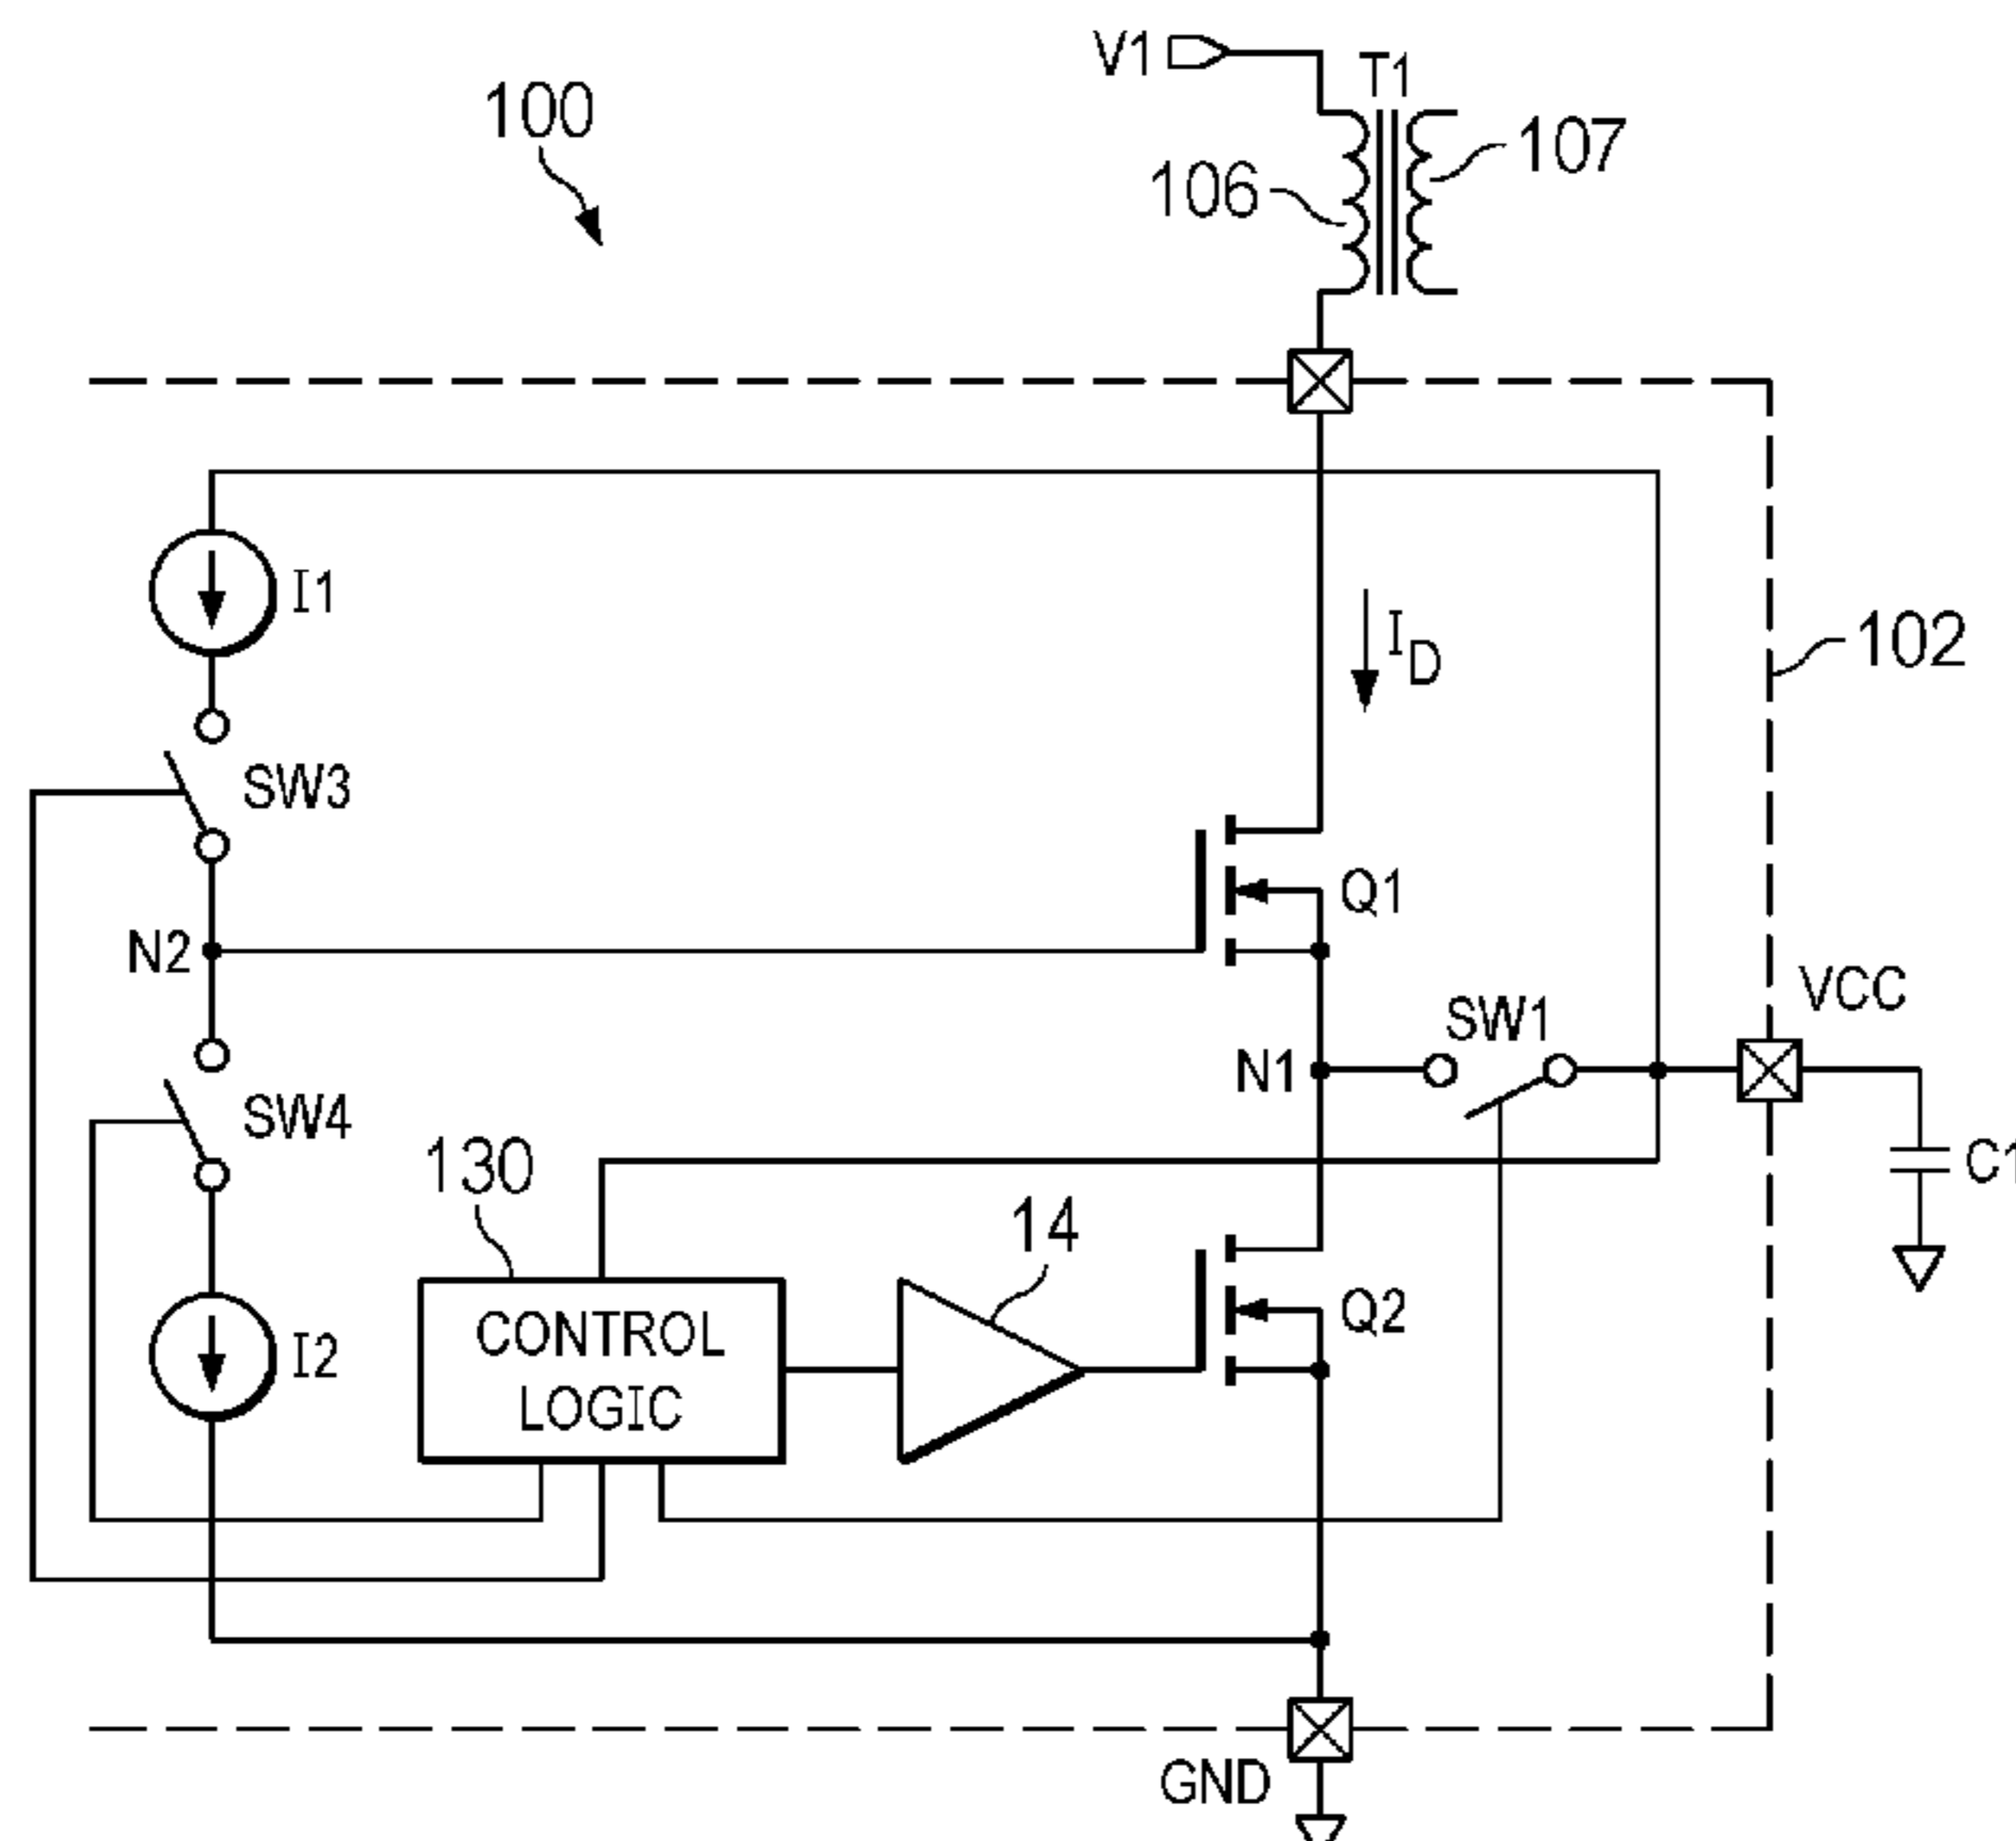 V1
T1
100
107
106
I1
ID
102
SW3
Q1
N2
VCC
SW1
N1
SW4
130
C1
14
CONTROL
LOGIC
Q2
I2
GND